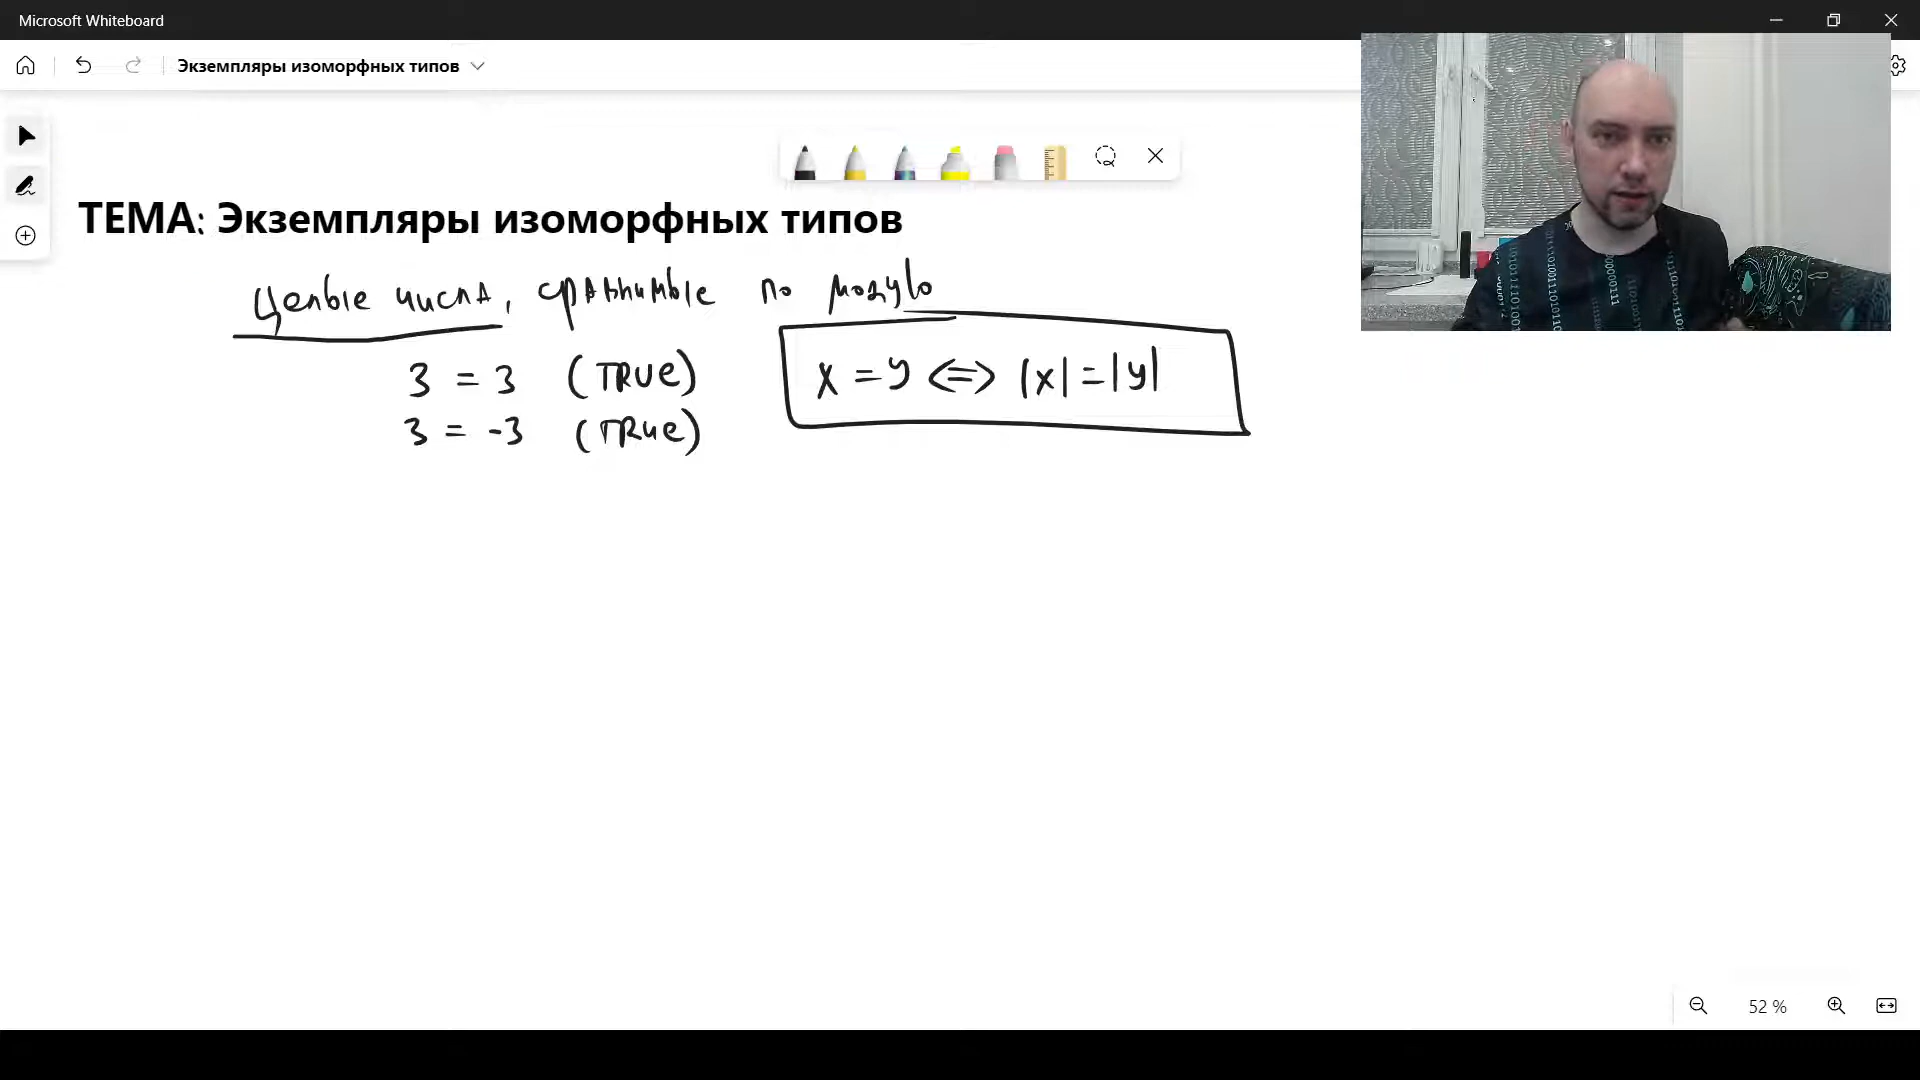 Microsoft Whiteboard
Экземпляры изоморфных типов
ТЕМА: Экземпляры изоморфных типов
Целые числа, сравнимые по модулю
3 = 3 (TRUE)
x = y <=> |x| = |y|
3 = -3 (TRUE)
52 %